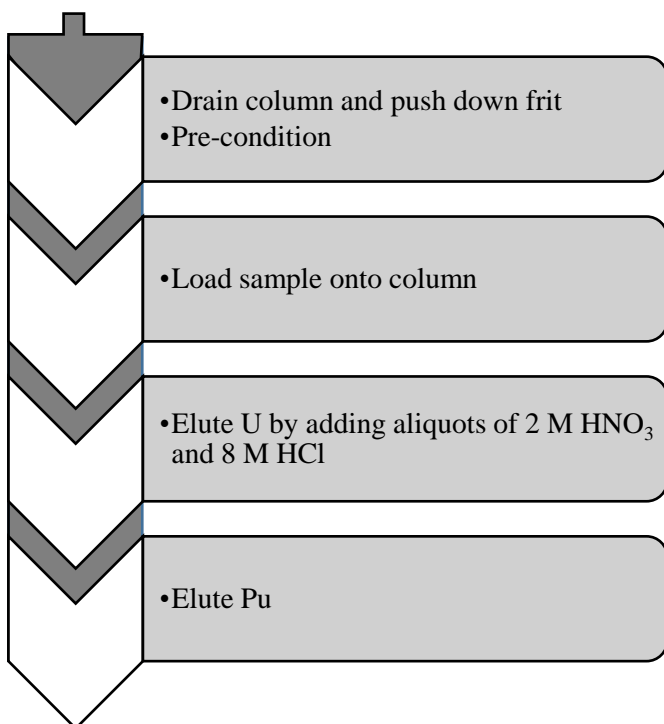 •Drain column and push down frit
•Pre-condition
•Load sample onto column
•Elute U by adding aliquots of 2 M HNO₃
and 8 M HCl
•Elute Pu